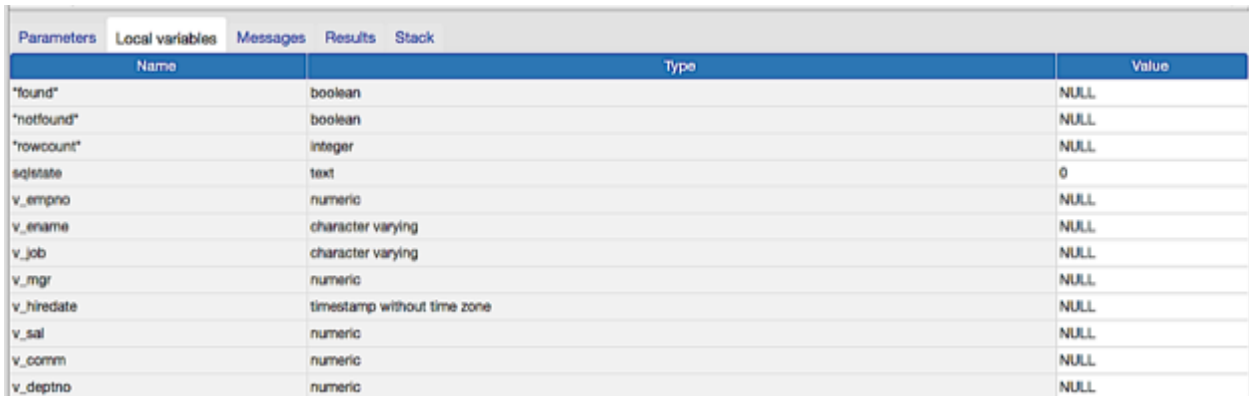 Parameters Local variables Messages Results Stack
Name Type Value
"found" boolean NULL
"notfound" boolean NULL
"rowcount" integer NULL
sqlstate text 0
v_empno numeric NULL
v_ename character varying NULL
v_job character varying NULL
v_mgr numeric NULL
v_hiredate timestamp without time zone NULL
v_sal numeric NULL
v_comm numeric NULL
v_deptno numeric NULL